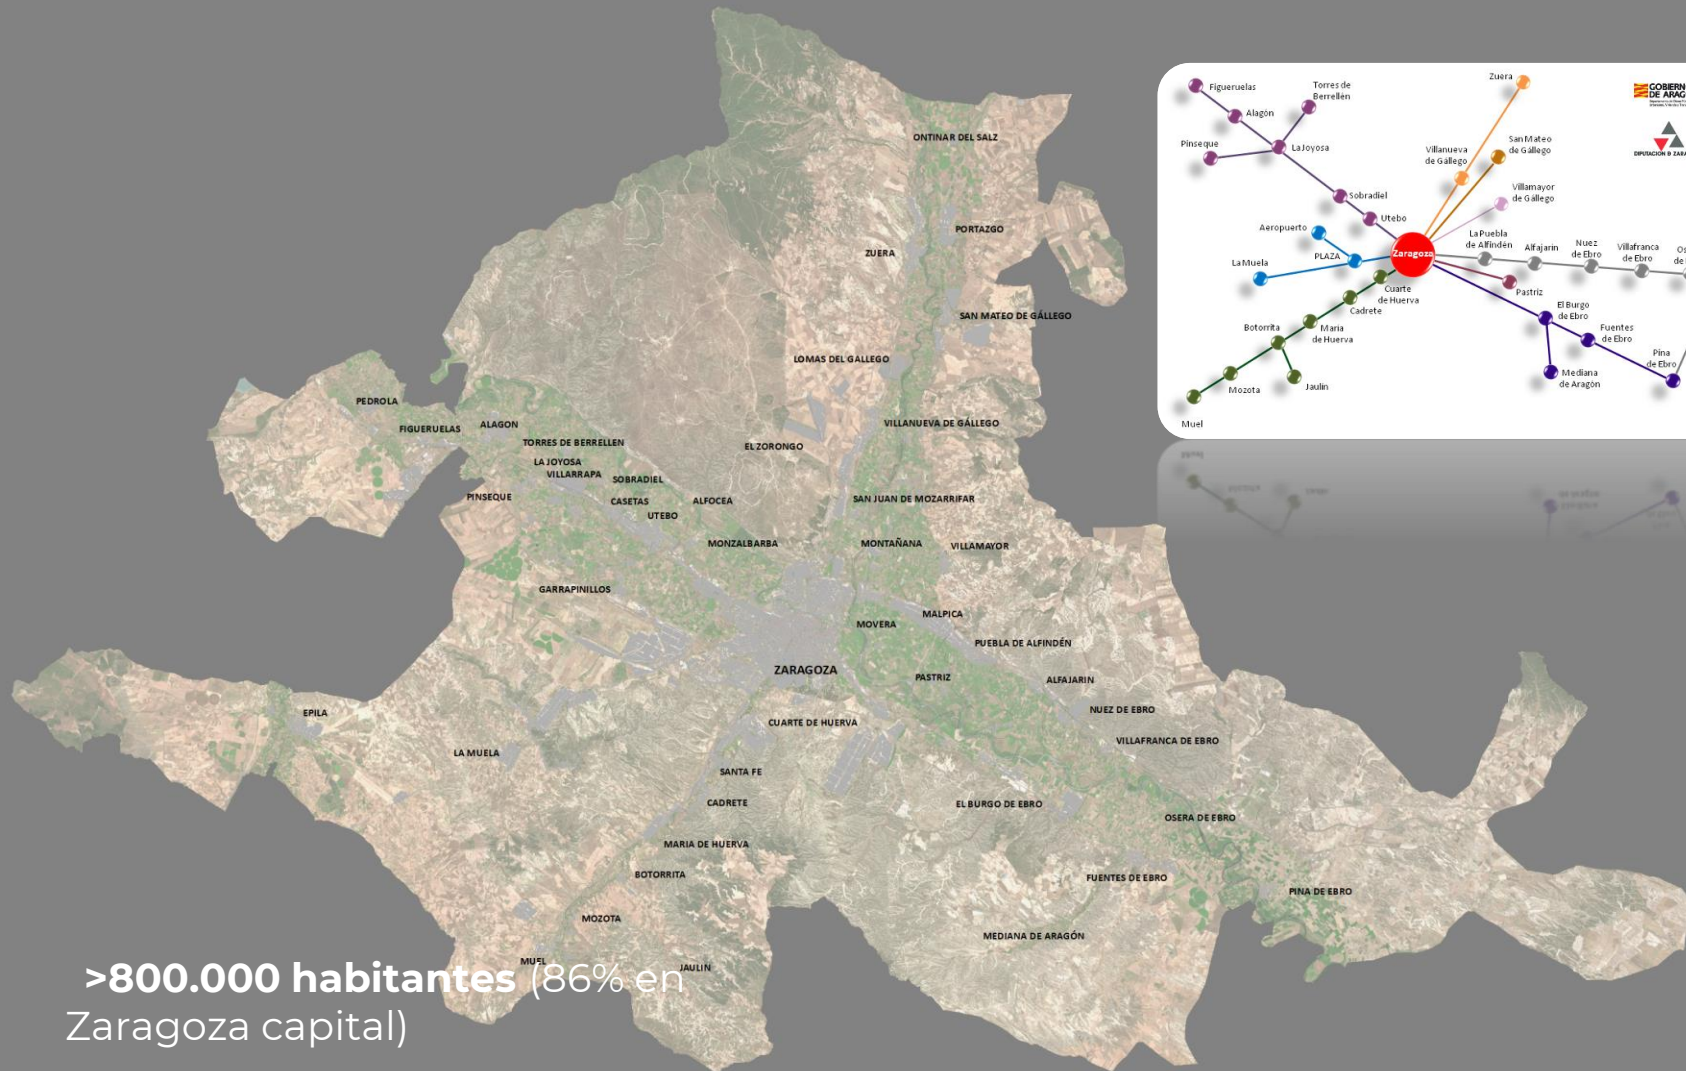 ONTINAR DEL SALZ
PORTAZGO
ZUERA
SAN MATEO DE GÁLLEGO
LOMAS DEL GALLEGO
PEDROLA
FIGUERUELAS
ALAGON
VILLANUEVA DE GÁLLEGO
TORRES DE BERRELLEN
EL ZORONGO
LA JOYOSA
VILLARRAPA
SOBRADIEL
PINSEQUE
CASETAS
ALFOCEA
SAN JUAN DE MOZARRIFAR
UTEBO
MONZALBARBA
MONTAÑANA
VILLAMAYOR
GARRAPINILLOS
MALPICA
MOVERA
PUEBLA DE ALFINDÉN
ZARAGOZA
PASTRIZ
ALFAJARIN
EPILA
NUEZ DE EBRO
CUARTE DE HUERVA
VILLAFRANCA DE EBRO
LA MUELA
SANTA FE
CADRETE
EL BURGO DE EBRO
OSERA DE EBRO
MARIA DE HUERVA
BOTORRITA
FUENTES DE EBRO
PINA DE EBRO
MOZOTA
MEDIANA DE ARAGÓN
MUEL
JAULIN
>800.000 habitantes (86% en
Zaragoza capital)
Figueruelas
Alagón
Torres de
Berrellén
Pinseque
La Joyosa
Sobradiel
Utebo
Aeropuerto
PLAZA
La Muela
Zuera
Villanueva
de Gállego
San Mateo
de Gállego
Villamayor
de Gállego
Zaragoza
La Puebla
de Alfindén
Alfajarin
Nuez
de Ebro
Villafranca
de Ebro
Pastriz
Cuarte
de Huerva
Cadrete
Maria
de Huerva
Botorrita
Jaulin
Mozota
Muel
El Burgo
de Ebro
Fuentes
de Ebro
Mediana
de Aragón
Pina
de Ebro